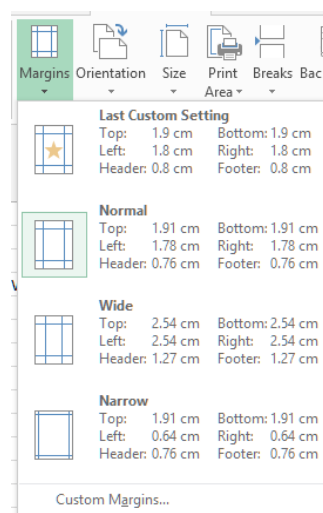 Margins Orientation Size Print Breaks Bac
Area
Last Custom Setting
Top: 1.9 cm Bottom: 1.9 cm
Left: 1.8 cm Right: 1.8 cm
Header: 0.8 cm Footer: 0.8 cm
Normal
Top: 1.91 cm Bottom: 1.91 cm
Left: 1.78 cm Right: 1.78 cm
Header: 0.76 cm Footer: 0.76 cm
Wide
Top: 2.54 cm Bottom: 2.54 cm
Left: 2.54 cm Right: 2.54 cm
Header: 1.27 cm Footer: 1.27 cm
Narrow
Top: 1.91 cm Bottom: 1.91 cm
Left: 0.64 cm Right: 0.64 cm
Header: 0.76 cm Footer: 0.76 cm
Custom Margins...